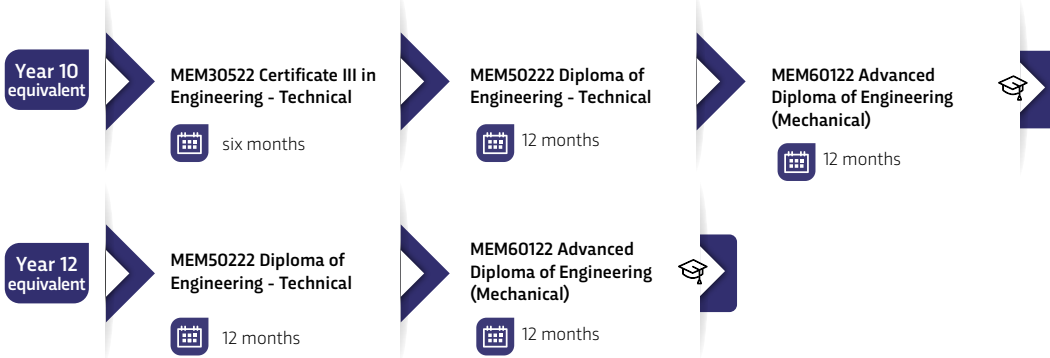 Year 10
equivalent
MEM30522 Certificate III in
Engineering - Technical
six months
MEM50222 Diploma of
Engineering - Technical
12 months
MEM60122 Advanced
Diploma of Engineering
(Mechanical)
12 months
Year 12
equivalent
MEM50222 Diploma of
Engineering - Technical
12 months
MEM60122 Advanced
Diploma of Engineering
(Mechanical)
12 months